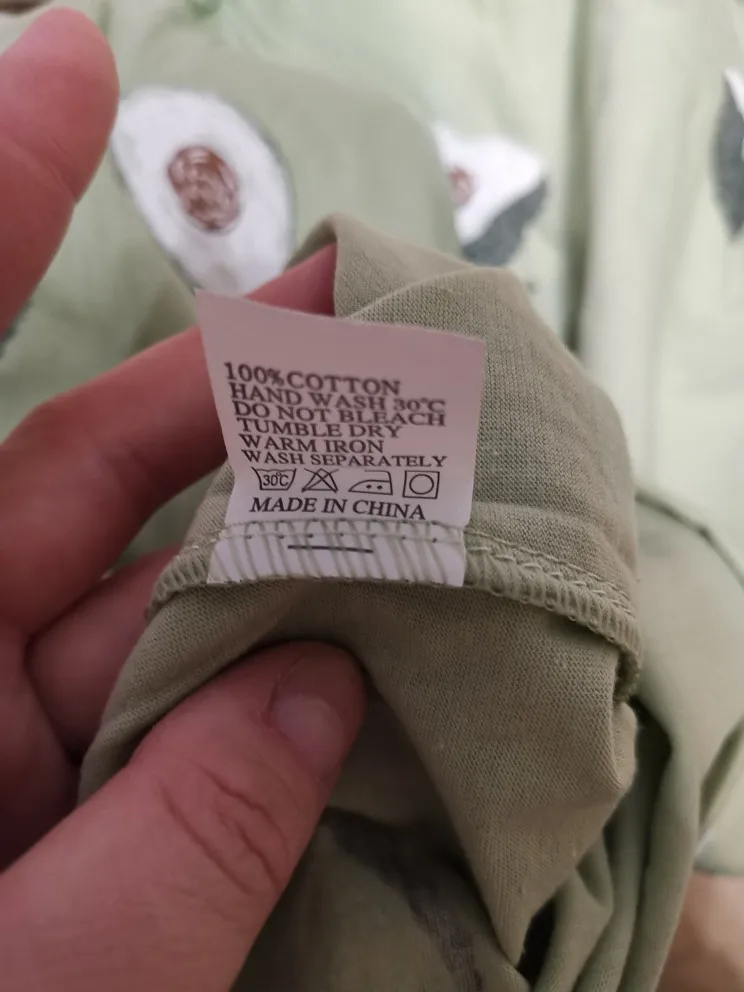 100% COTTON
HAND WASH 30℃
DO NOT BLEACH
TUMBLE DRY
WARM IRON
WASH SEPARATELY
30℃
MADE IN CHINA